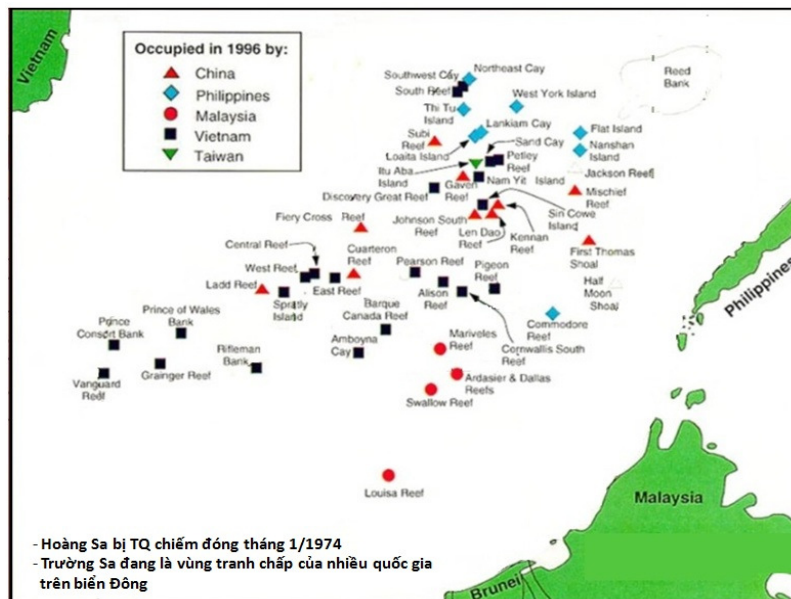 Vietnam
Occupied in 1996 by:
China
Philippines
Malaysia
Vietnam
Taiwan
Southwest Cay
Northeast Cay
South Reef
Thi Tu
Island
West York Island
Reed
Bank
Lankiam Cay
Subi
Reef
Loaita Island
Sand Cay
Petley
Reef
Flat Island
Nanshan
Island
Itu Aba
Island
Gaven
Reef
Nam Yit Island
Jackson Reef
Mischief
Reef
Discovery Great Reef
Sin Cowe
Island
Fiery Cross Reef
Johnson South
Reef
Len Dao
Reef
Kennan
Reef
First Thomas
Shoal
Central Reef
Cuarteron
Reef
West Reef
Pearson Reef
Pigeon
Reef
Half
Moon
Shoal
Ladd Reef
Spratly
Island
East Reef
Alison
Reef
Philippines
Prince
Consort Bank
Prince of Wales
Bank
Barque
Canada Reef
Commodore
Reef
Cornwallis South
Reef
Rifleman
Bank
Amboyna
Cay
Mariveles
Reef
Vanguard
Reef
Grainger Reef
Ardasier & Dallas
Reefs
Swallow Reef
Louisa Reef
Malaysia
- Hoàng Sa bị TQ chiếm đóng tháng 1/1974
- Trường Sa đang là vùng tranh chấp của nhiều quốc gia
trên biển Đông
Brunei